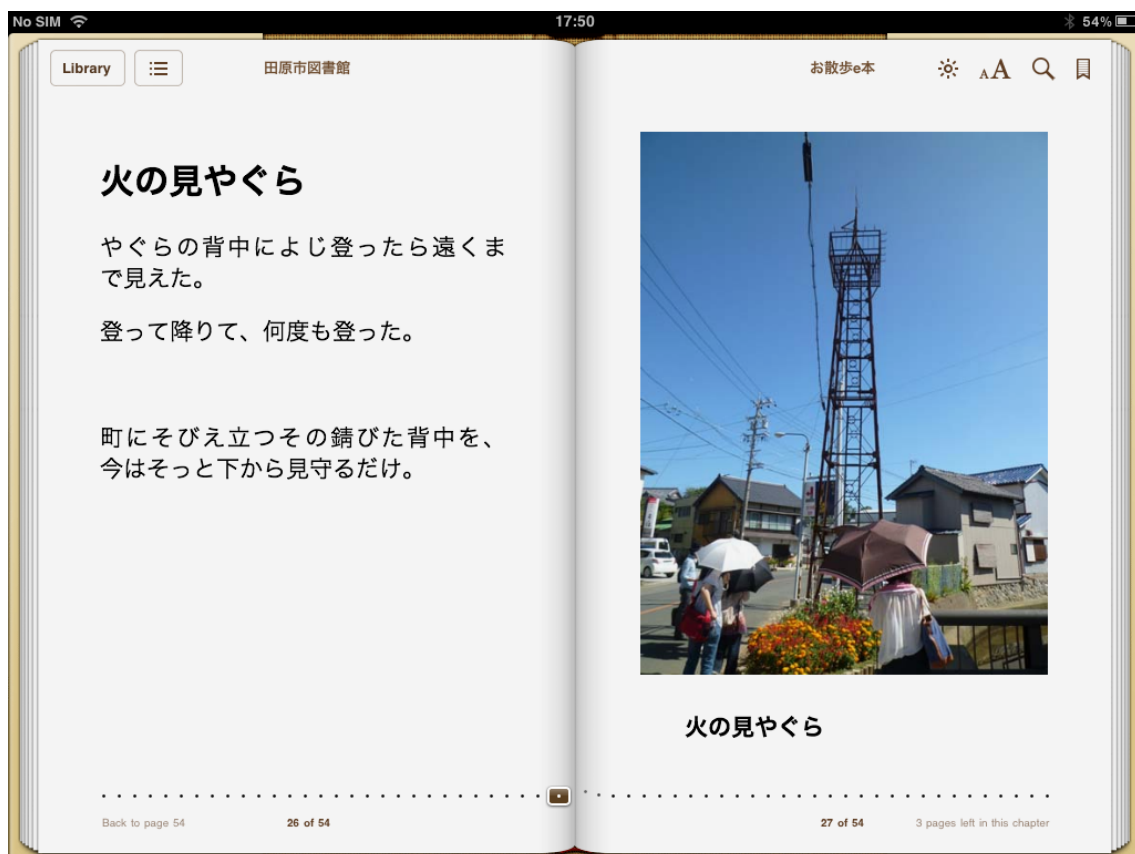 No SIM
17:50
54%
Library
田原市図書館
お散歩e本
AA
火の見やぐら
やぐらの背中によじ登ったら遠くま
で見えた。
登って降りて、何度も登った。
町にそびえ立つその錆びた背中を、
今はそっと下から見守るだけ。
火の見やぐら
Back to page 54
26 of 54
27 of 54
3 pages left in this chapter